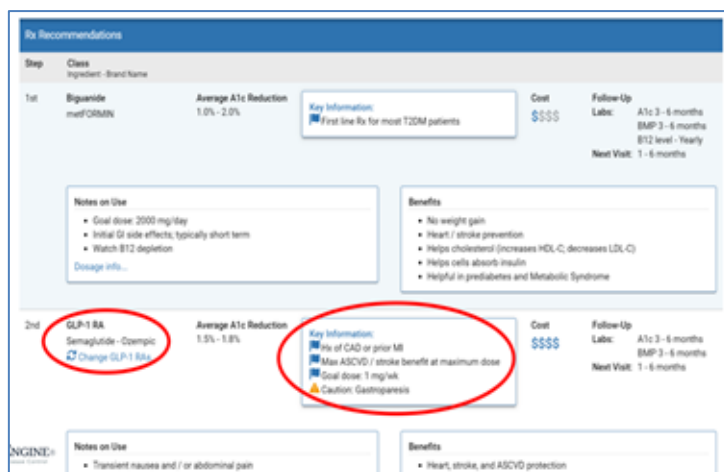 Rx Recommendations
Step Class
Ingredient - Brand Name
1st Biguanide
metFORMIN
Average A1c Reduction
1.0% - 2.0%
Key Information:
First line Rx for most T2DM patients
Cost
$$$$
Follow-Up
Labs: A1c 3 - 6 months
BMP 3 - 6 months
B12 level - Yearly
Next Visit: 1 - 6 months
Notes on Use
• Goal dose: 2000 mg/day
• Initial GI side effects; typically short term
• Watch B12 depletion
Dosage info...
Benefits
• No weight gain
• Heart / stroke prevention
• Helps cholesterol (increases HDL-C; decreases LDL-C)
• Helps cells absorb insulin
• Helpful in prediabetes and Metabolic Syndrome
2nd GLP-1 RA
Semaglutide - Ozempic
Change GLP-1 RAs
Average A1c Reduction
1.5% - 1.8%
Key Information:
Hx of CAD or prior MI
Max ASCVD / stroke benefit at maximum dose
Goal dose: 1 mg/wk
Caution: Gastroparesis
Cost
$$$$
Follow-Up
Labs: A1c 3 - 6 months
BMP 3 - 6 months
Next Visit: 1 - 6 months
NGINE®
Notes on Use
• Transient nausea and / or abdominal pain
Benefits
• Heart, stroke, and ASCVD protection